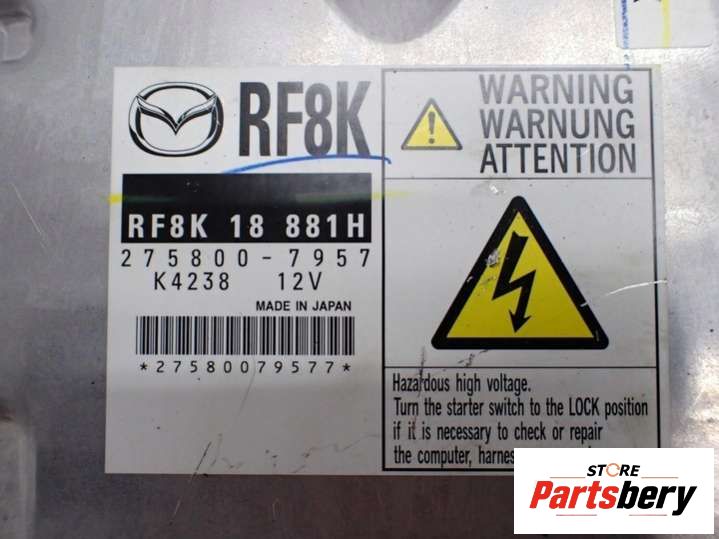 RF8K
RF8K 18 881H
275800-7957
K4238 12V
MADE IN JAPAN
*27580079577*
WARNING
WARNUNG
ATTENTION
Hazardous high voltage.
Turn the starter switch to the LOCK position
if it is necessary to check or repair
the computer, harness
STORE
Partsbery